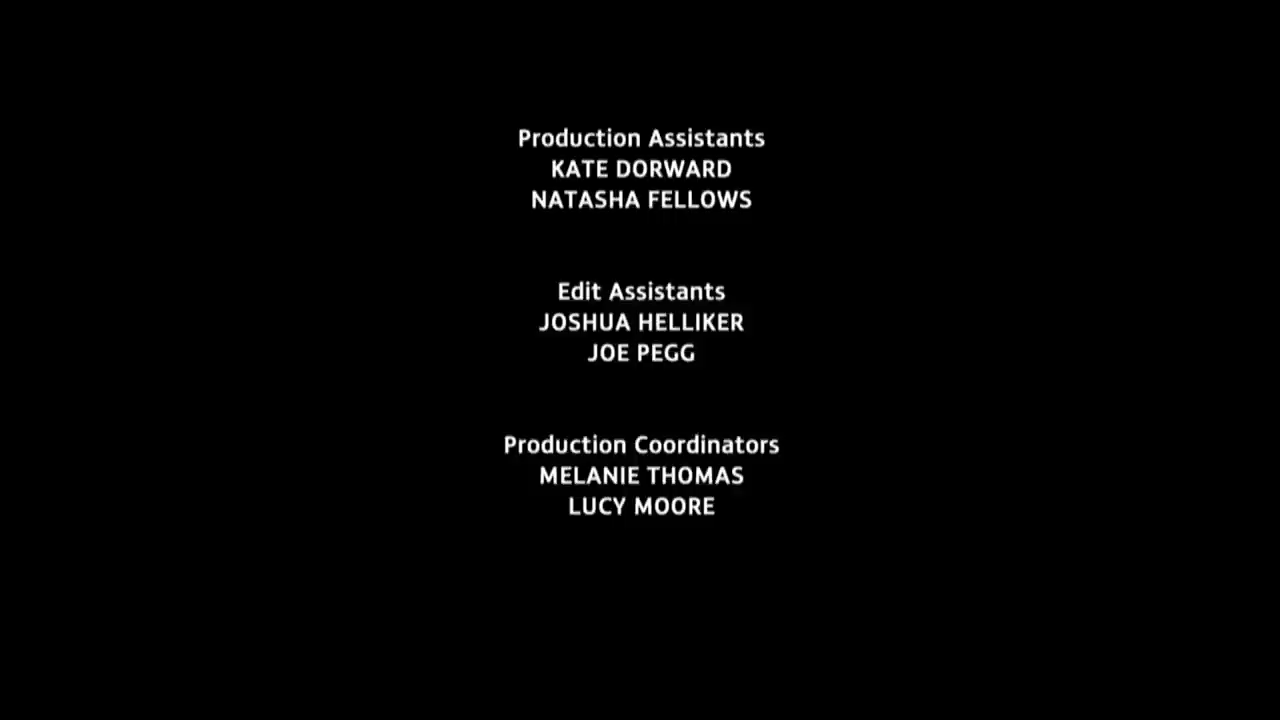 Production Assistants
KATE DORWARD
NATASHA FELLOWS
Edit Assistants
JOSHUA HELLIKER
JOE PEGG
Production Coordinators
MELANIE THOMAS
LUCY MOORE